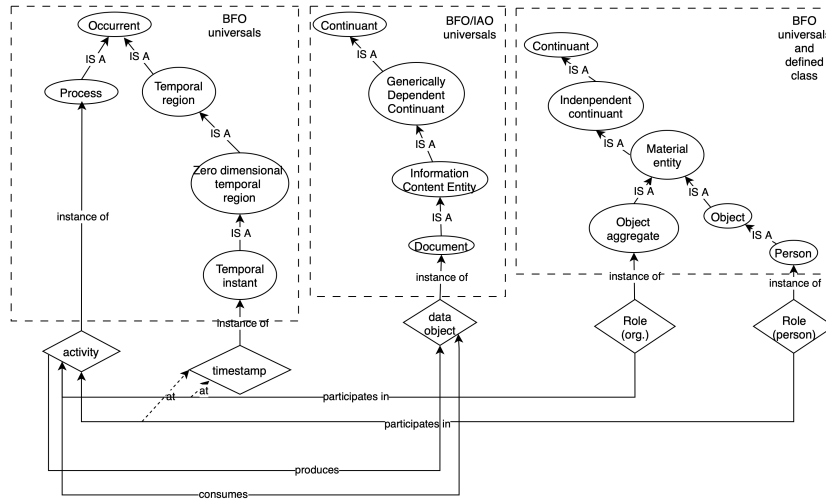 BFO
universals
Occurrent
IS A
IS A
Process
Temporal
region
IS A
Zero dimensional
temporal
region
instance of
IS A
Temporal
instant
instance of
activity
timestamp
at
at
BFO/IAO
universals
Continuant
IS A
Generically
Dependent
Continuant
IS A
Information
Content Entity
IS A
Document
instance of
data
object
BFO
universals
and
defined
class
Continuant
IS A
Indenpendent
continuant
IS A
Material
entity
IS A
IS A
Object
aggregate
Object
IS A
Person
instance of
instance of
Role
(org.)
Role
(person)
participates in
participates in
produces
consumes